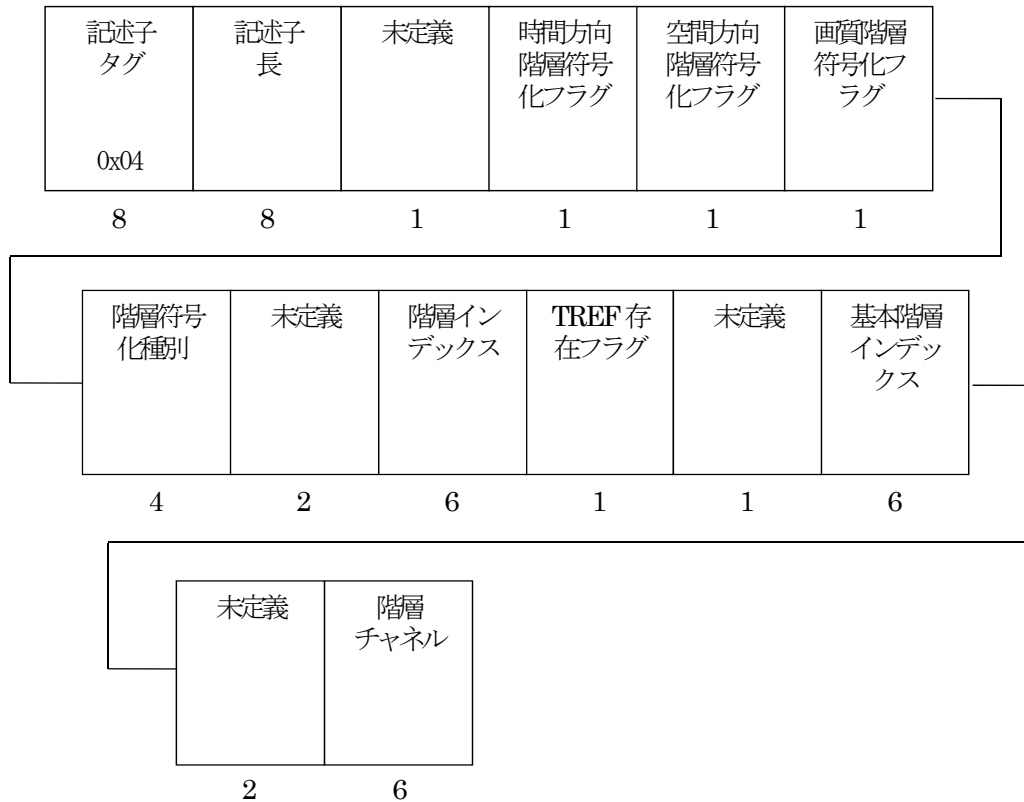 記述子
タグ
0x04
記述子
長
未定義
時間方向
階層符号
化フラグ
空間方向
階層符号
化フラグ
画質階層
符号化フ
ラグ
8 8 1 1 1 1
階層符号
化種別
未定義
階層イン
デックス
TREF 存
在フラグ
未定義
基本階層
インデッ
クス
4 2 6 1 1 6
未定義
階層
チャネル
2 6